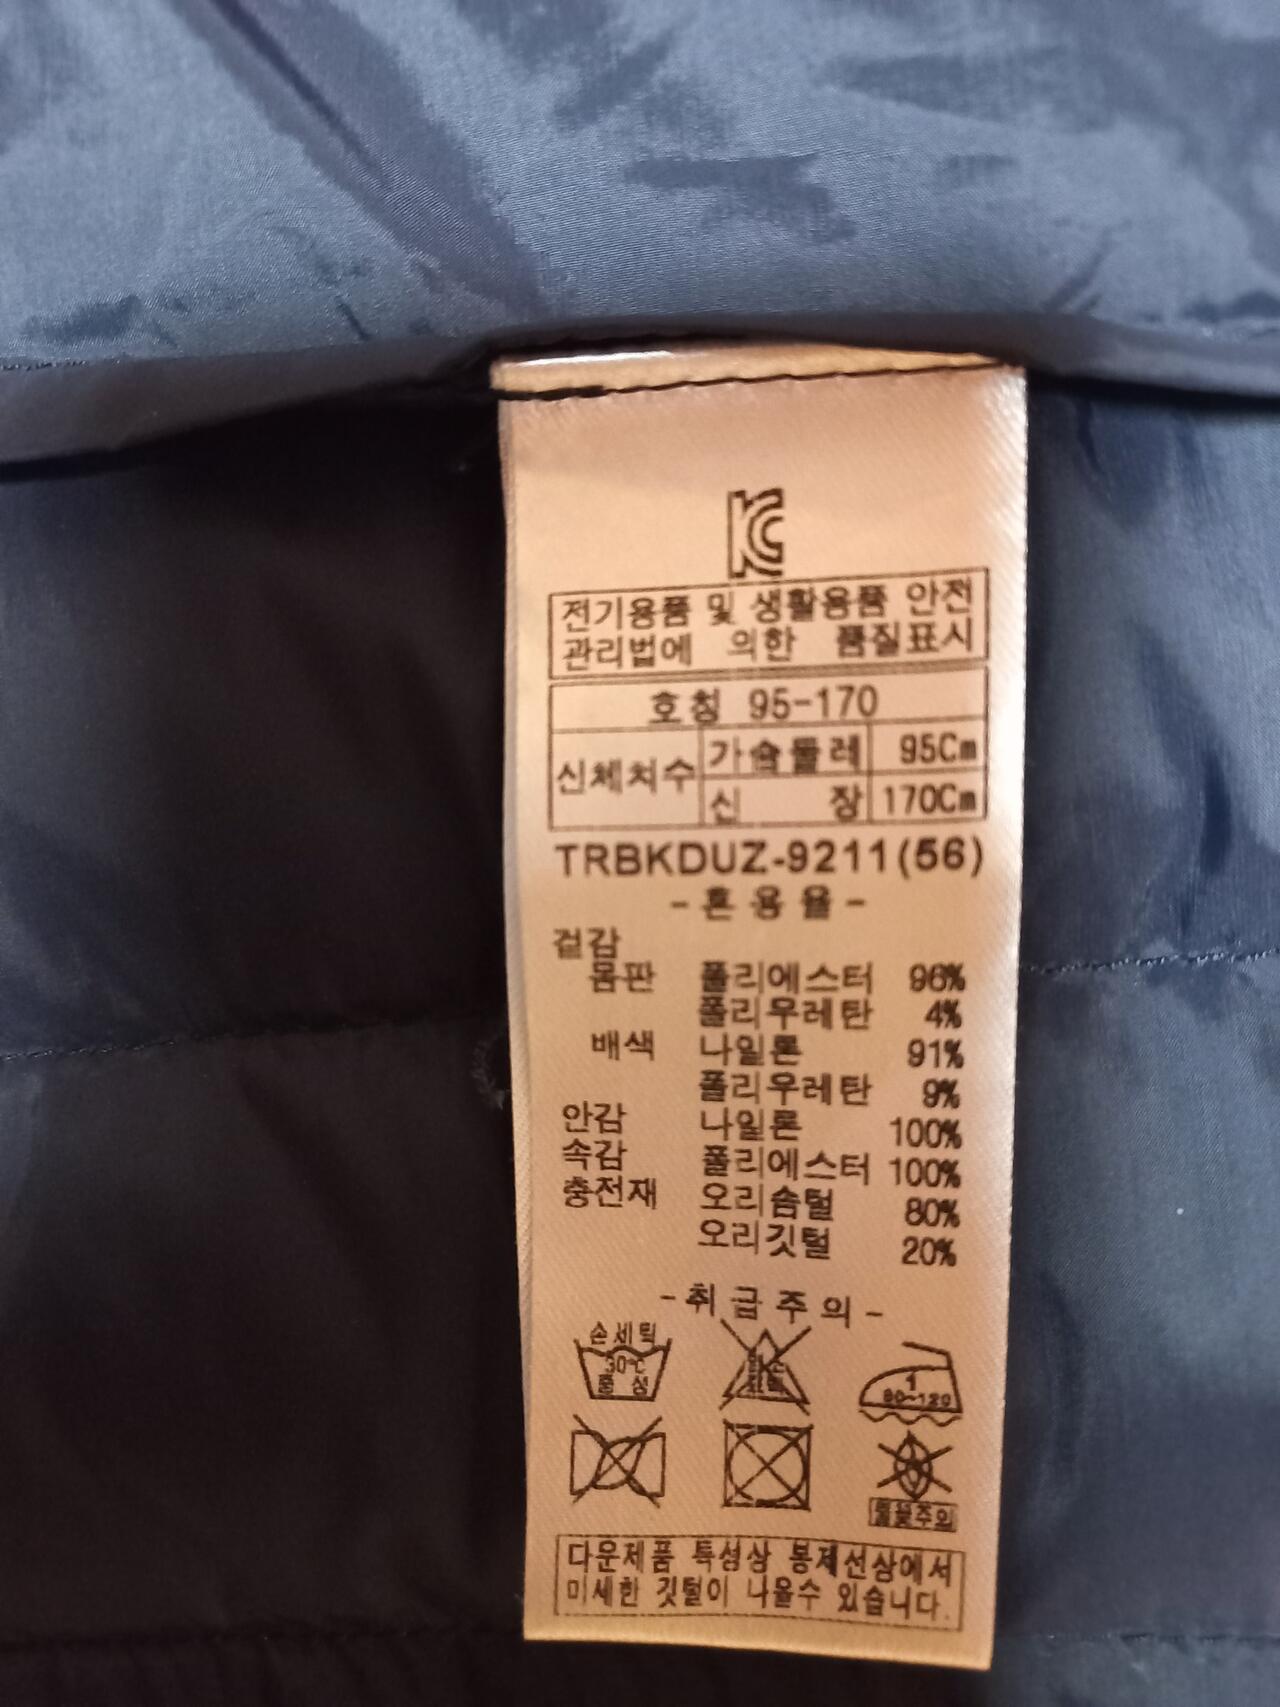 KC
전기용품 및 생활용품 안전
관리법에 의한 품질표시
호칭 95-170
신체치수 가슴둘레 95Cm
신 장 170Cm
TRBKDUZ-9211(56)
-혼용율-
겉감
몸판 폴리에스터 96%
폴리우레탄 4%
배색 나일론 91%
폴리우레탄 9%
안감 나일론 100%
속감 폴리에스터 100%
충전재 오리솜털 80%
오리깃털 20%
-취급주의-
손세탁
30℃
중 성
1
80~120
불꽃주의
다운제품 특성상 봉제선상에서
미세한 깃털이 나올수 있습니다.